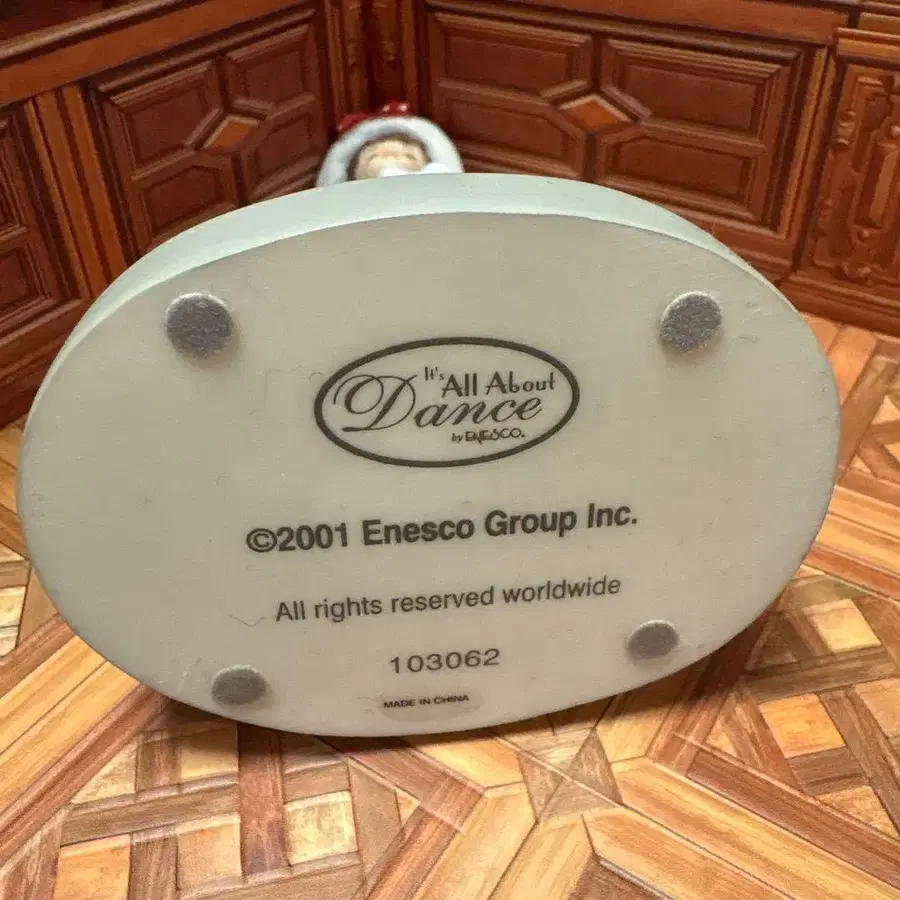 It's All About
Dance
by ENESCO.
©2001 Enesco Group Inc.
All rights reserved worldwide
103062
MADE IN CHINA